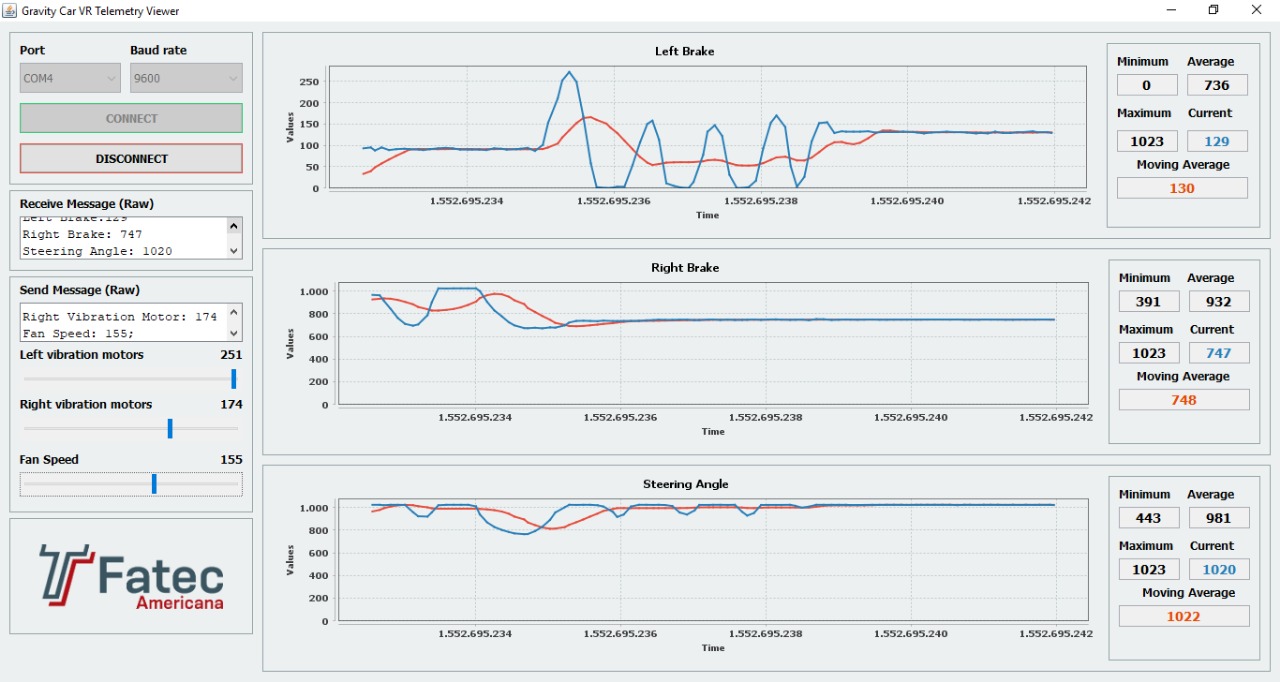 Gravity Car VR Telemetry Viewer
Port Baud rate
COM4 9600
CONNECT
DISCONNECT
Receive Message (Raw)
Left Brake:129
Right Brake: 747
Steering Angle: 1020
Send Message (Raw)
Right Vibration Motor: 174
Fan Speed: 155;
Left vibration motors 251
Right vibration motors 174
Fan Speed 155
Fatec
Americana
Left Brake
Values
250
200
150
100
50
0
1.552.695.234 1.552.695.236 1.552.695.238 1.552.695.240 1.552.695.242
Time
Minimum Average
0 736
Maximum Current
1023 129
Moving Average
130
Right Brake
Values
1.000
800
600
400
200
0
1.552.695.234 1.552.695.236 1.552.695.238 1.552.695.240 1.552.695.242
Time
Minimum Average
391 932
Maximum Current
1023 747
Moving Average
748
Steering Angle
Values
1.000
800
600
400
200
0
1.552.695.234 1.552.695.236 1.552.695.238 1.552.695.240 1.552.695.242
Time
Minimum Average
443 981
Maximum Current
1023 1020
Moving Average
1022